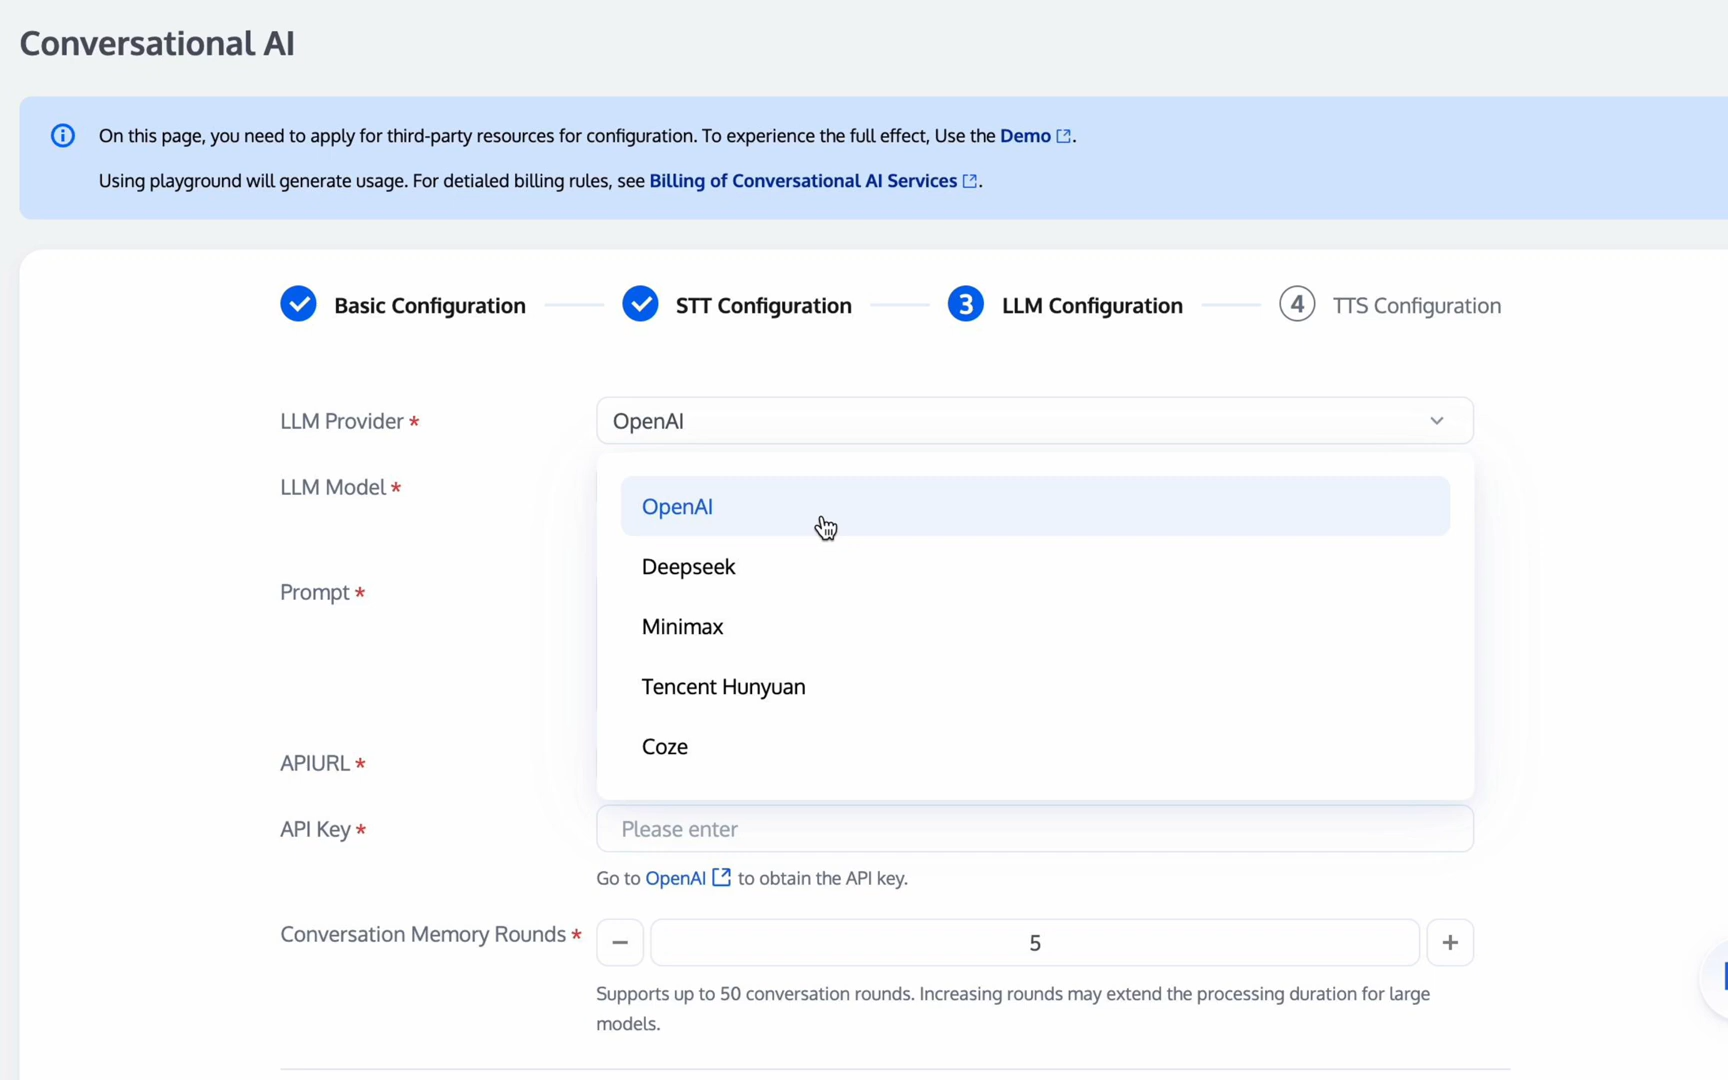 Conversational AI
On this page, you need to apply for third-party resources for configuration. To experience the full effect, Use the Demo.
Using playground will generate usage. For detialed billing rules, see Billing of Conversational AI Services.
Basic Configuration
STT Configuration
3 LLM Configuration
4 TTS Configuration
LLM Provider * OpenAI
LLM Model *
OpenAI
Deepseek
Prompt *
Minimax
Tencent Hunyuan
Coze
APIURL *
API Key * Please enter
Go to OpenAI to obtain the API key.
Conversation Memory Rounds * − 5 +
Supports up to 50 conversation rounds. Increasing rounds may extend the processing duration for large
models.